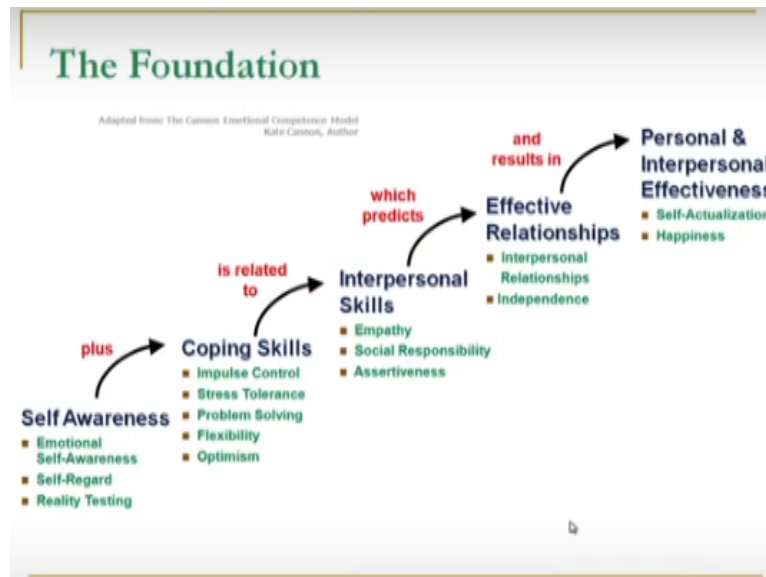 The Foundation
Adapted from: The Cannon Emotional Competence Model
Kate Cannon, Author
Self Awareness
Emotional
Self-Awareness
Self-Regard
Reality Testing
plus
Coping Skills
Impulse Control
Stress Tolerance
Problem Solving
Flexibility
Optimism
is related
to
Interpersonal
Skills
Empathy
Social Responsibility
Assertiveness
which
predicts
Effective
Relationships
Interpersonal
Relationships
Independence
and
results in
Personal &
Interpersonal
Effectiveness
Self-Actualization
Happiness